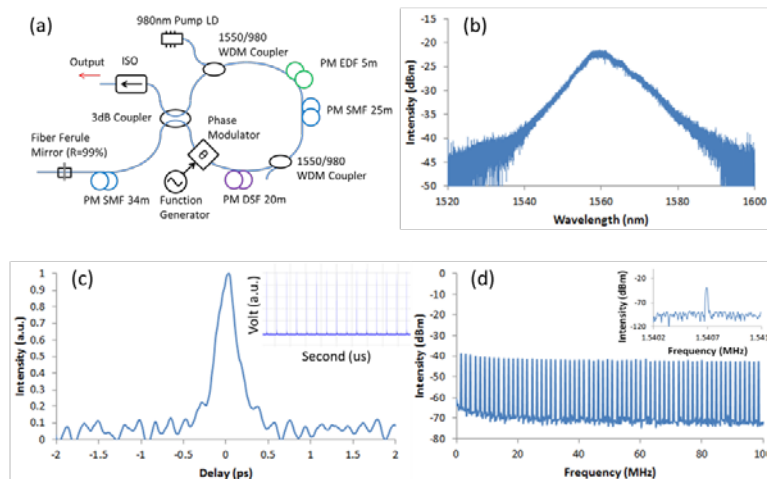 (a)
980nm Pump LD
1550/980
WDM Coupler
Output
ISO
PM EDF 5m
3dB Coupler
Phase
Modulator
PM SMF 25m
Fiber Ferule
Mirror (R=99%)
θ
1550/980
WDM Coupler
PM SMF 34m
Function
Generator
PM DSF 20m
(b)
Intensity (dBm)
-15
-20
-25
-30
-35
-40
-45
-50
1520
1540
1560
1580
1600
Wavelength (nm)
(c)
Intensity (a.u.)
1
0.9
0.8
0.7
0.6
0.5
0.4
0.3
0.2
0.1
0
-2
-1.5
-1
-0.5
0
0.5
1
1.5
2
Delay (ps)
Volt (a.u.)
Second (us)
(d)
Intensity (dBm)
0
-10
-20
-30
-40
-50
-60
-70
-80
0
20
40
60
80
100
Frequency (MHz)
Intensity (dBm)
-20
-70
-120
1.5402
1.5407
Frequency (MHz)